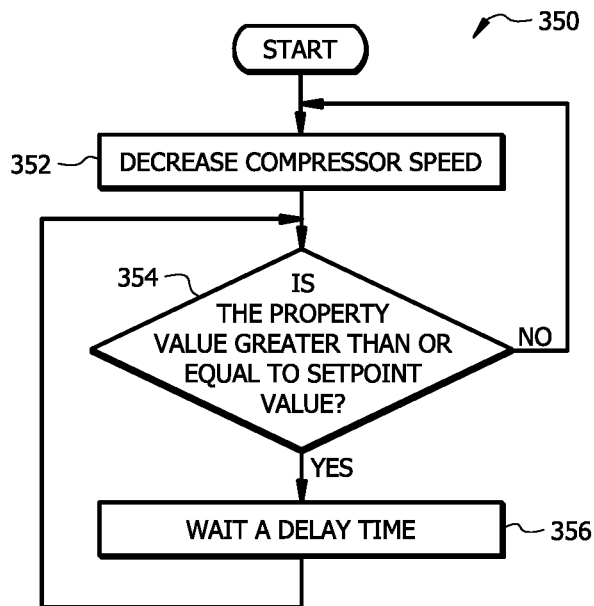 350
START
352
DECREASE COMPRESSOR SPEED
354
IS
THE PROPERTY
VALUE GREATER THAN OR
EQUAL TO SETPOINT
VALUE?
NO
YES
WAIT A DELAY TIME
356